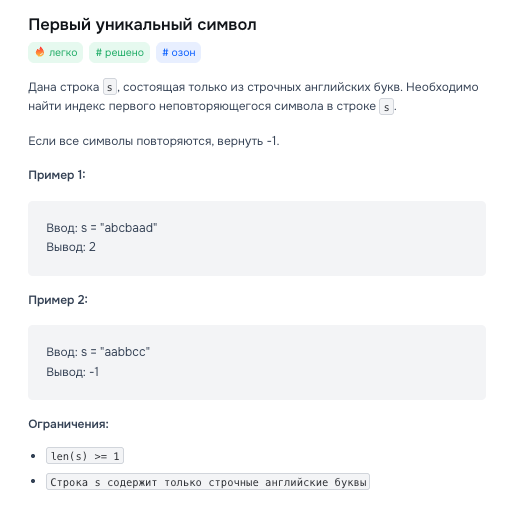 Первый уникальный символ
🔥 легко # решено # озон
Дана строка s, состоящая только из строчных английских букв. Необходимо
найти индекс первого неповторяющегося символа в строке s.
Если все символы повторяются, вернуть -1.
Пример 1:
Ввод: s = "abcbaad"
Вывод: 2
Пример 2:
Ввод: s = "aabbcc"
Вывод: -1
Ограничения:
• len(s) >= 1
• Строка s содержит только строчные английские буквы